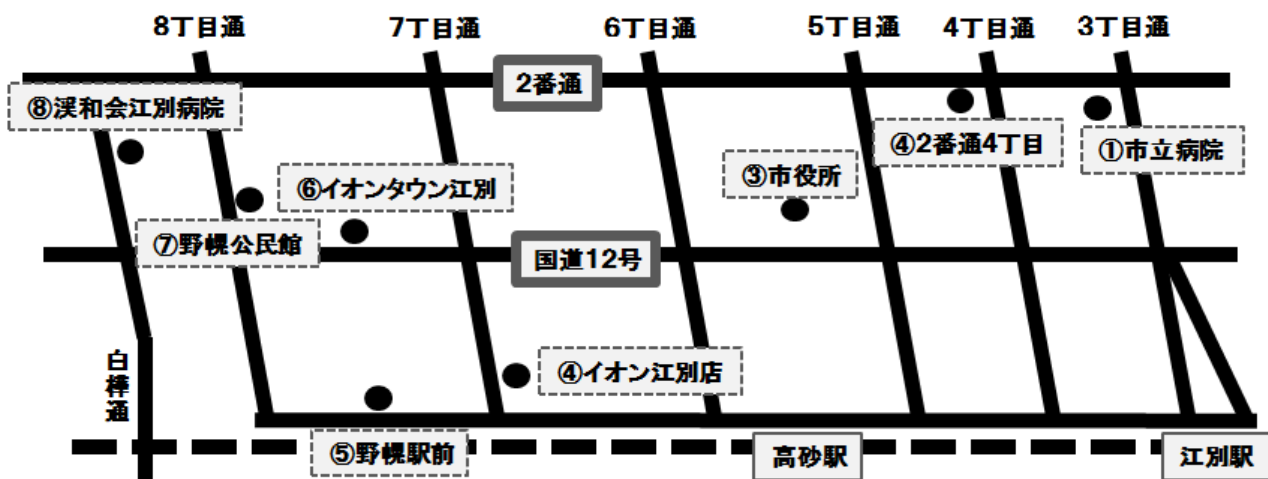 8丁目通
7丁目通
6丁目通
5丁目通
4丁目通
3丁目通
2番通
⑧渓和会江別病院
④2番通4丁目
①市立病院
⑥イオンタウン江別
③市役所
⑦野幌公民館
国道12号
白樺通
④イオン江別店
⑤野幌駅前
高砂駅
江別駅